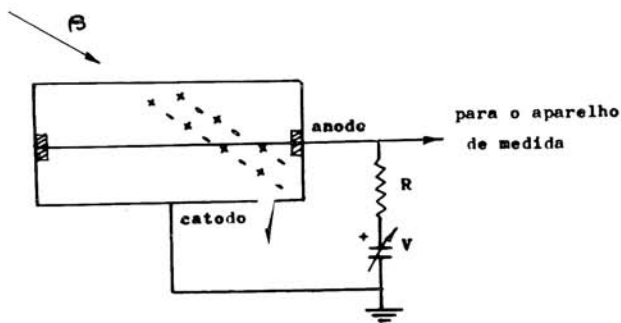 β
anodo
para o aparelho
de medida
R
+ V
catodo